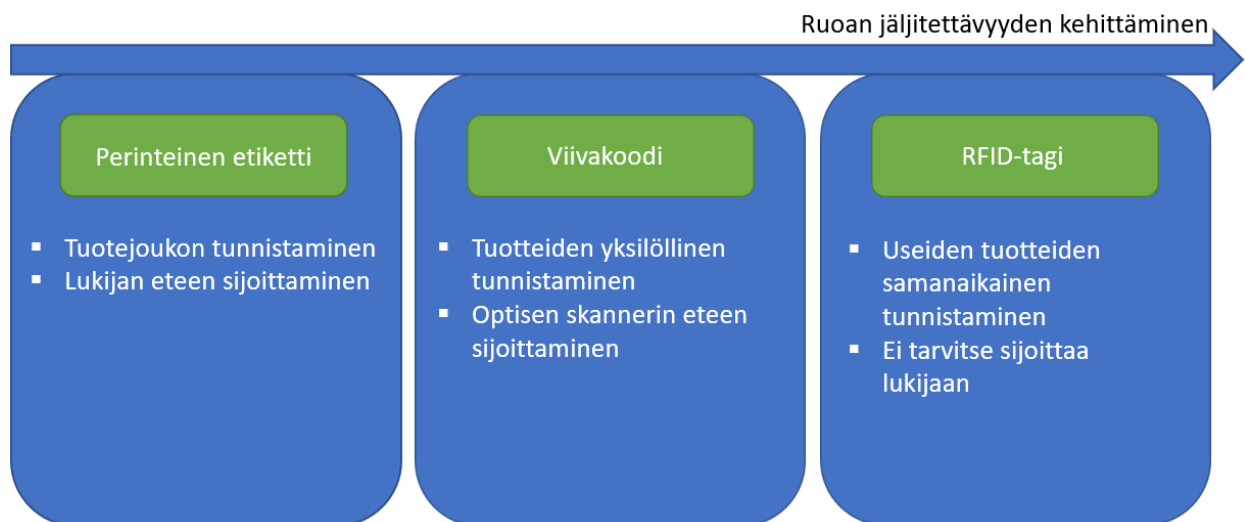 Ruoan jäljitettävyyden kehittäminen
Perinteinen etiketti
▪ Tuotejoukon tunnistaminen
▪ Lukijan eteen sijoittaminen
Viivakoodi
▪ Tuotteiden yksilöllinen
tunnistaminen
▪ Optisen skannerin eteen
sijoittaminen
RFID-tagi
▪ Useiden tuotteiden
samanaikainen
tunnistaminen
▪ Ei tarvitse sijoittaa
lukijaan